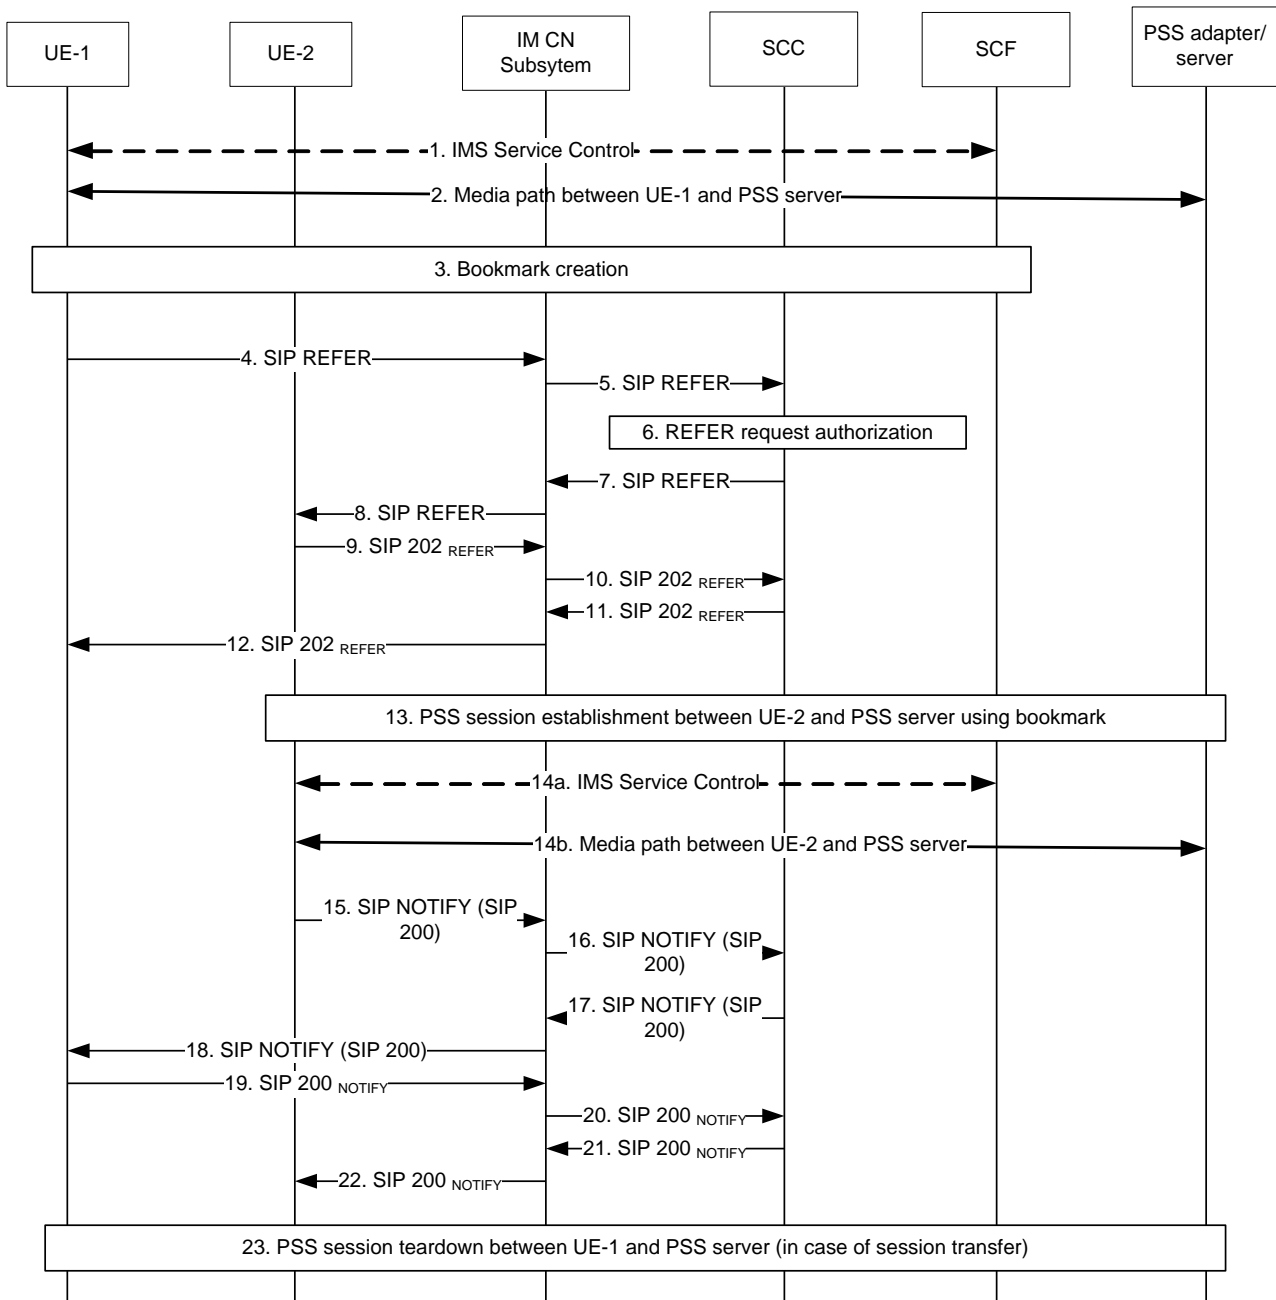 UE-1
UE-2
IM CN
Subsytem
SCC
SCF
PSS adapter/
server
1. IMS Service Control
2. Media path between UE-1 and PSS server
3. Bookmark creation
4. SIP REFER
5. SIP REFER
6. REFER request authorization
7. SIP REFER
8. SIP REFER
9. SIP 202 REFER
10. SIP 202 REFER
11. SIP 202 REFER
12. SIP 202 REFER
13. PSS session establishment between UE-2 and PSS server using bookmark
14a. IMS Service Control
14b. Media path between UE-2 and PSS server
15. SIP NOTIFY (SIP
200)
16. SIP NOTIFY (SIP
200)
17. SIP NOTIFY (SIP
200)
18. SIP NOTIFY (SIP 200)
19. SIP 200 NOTIFY
20. SIP 200 NOTIFY
21. SIP 200 NOTIFY
22. SIP 200 NOTIFY
23. PSS session teardown between UE-1 and PSS server (in case of session transfer)